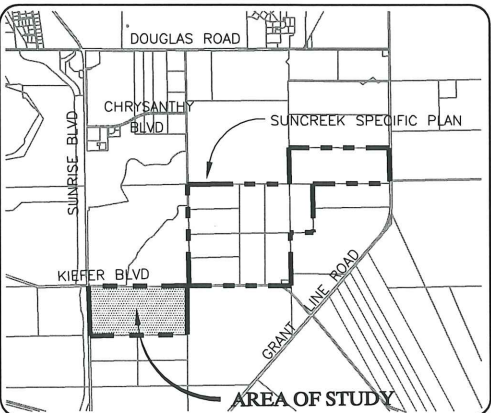 DOUGLAS ROAD
CHRYSANTHY
BLVD
SUNCREEK SPECIFIC PLAN
SUNRISE BLVD
KIEFER BLVD
GRANT LINE ROAD
AREA OF STUDY